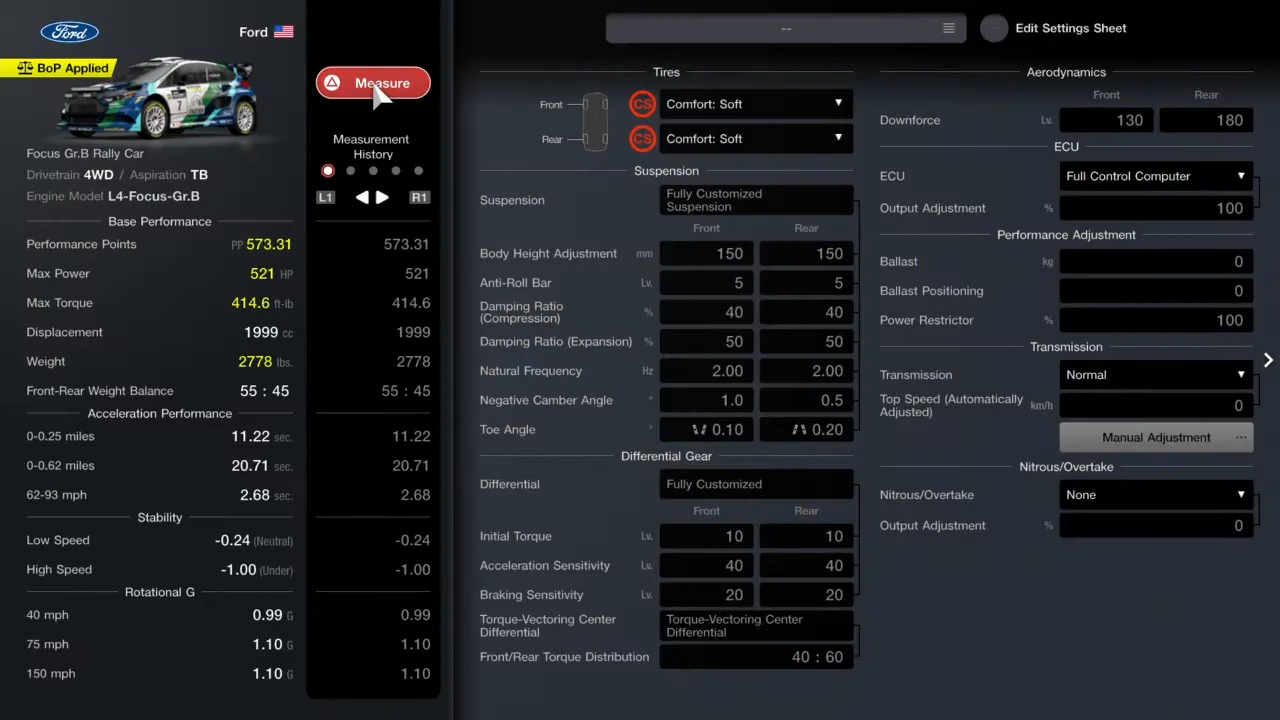 Ford
Ford
BoP Applied
7
Focus Gr.B Rally Car
Drivetrain 4WD / Aspiration TB
Engine Model L4-Focus-Gr.B
Base Performance
Performance Points PP 573.31
Max Power 521 HP
Max Torque 414.6 ft-lb
Displacement 1999 cc
Weight 2778 lbs.
Front-Rear Weight Balance 55 : 45
Acceleration Performance
0-0.25 miles 11.22 sec.
0-0.62 miles 20.71 sec.
62-93 mph 2.68 sec.
Stability
Low Speed -0.24 (Neutral)
High Speed -1.00 (Under)
Rotational G
40 mph 0.99 G
75 mph 1.10 G
150 mph 1.10 G
Measure
Measurement
History
L1 R1
573.31
521
414.6
1999
2778
55 : 45
11.22
20.71
2.68
-0.24
-1.00
0.99
1.10
1.10
--
-- Edit Settings Sheet
Tires
Front CS Comfort: Soft
Rear CS Comfort: Soft
Suspension
Suspension Fully Customized
Suspension
Front Rear
Body Height Adjustment mm 150 150
Anti-Roll Bar Lv. 5 5
Damping Ratio
(Compression) % 40 40
Damping Ratio (Expansion) % 50 50
Natural Frequency Hz 2.00 2.00
Negative Camber Angle ° 1.0 0.5
Toe Angle ° 0.10 0.20
Differential Gear
Differential Fully Customized
Front Rear
Initial Torque Lv. 10 10
Acceleration Sensitivity Lv. 40 40
Braking Sensitivity Lv. 20 20
Torque-Vectoring Center
Differential
Torque-Vectoring Center
Differential
Front/Rear Torque Distribution 40 : 60
Aerodynamics
Front Rear
Downforce Lv. 130 180
ECU
ECU Full Control Computer
Output Adjustment % 100
Performance Adjustment
Ballast kg 0
Ballast Positioning 0
Power Restrictor % 100
Transmission
Transmission Normal
Top Speed (Automatically
Adjusted) km/h 0
Manual Adjustment ...
Nitrous/Overtake
Nitrous/Overtake None
Output Adjustment % 0